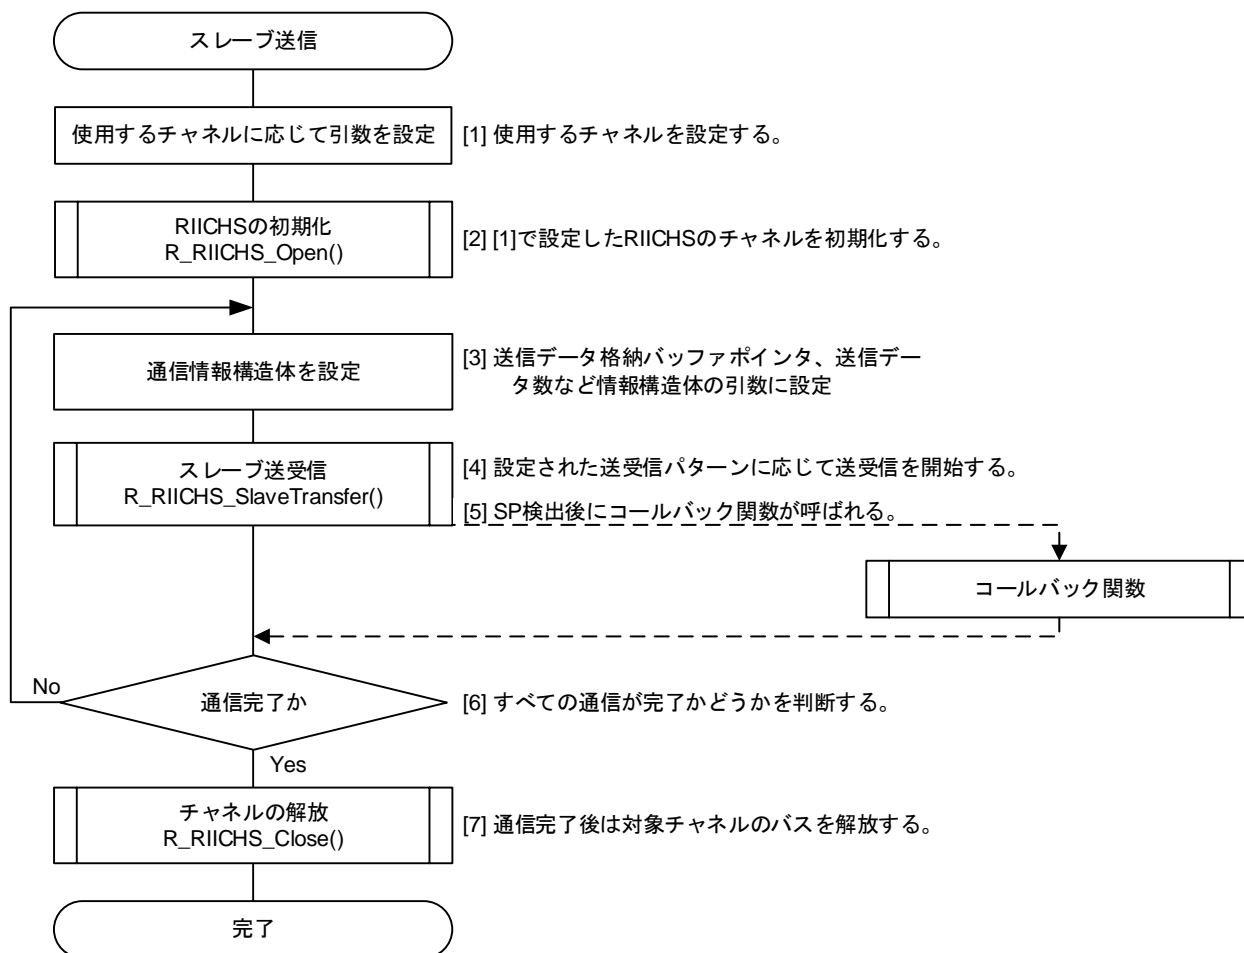 スレーブ送信
使用するチャネルに応じて引数を設定
[1] 使用するチャネルを設定する。
RIICHSの初期化
R_RIICHS_Open()
[2] [1]で設定したRIICHSのチャネルを初期化する。
通信情報構造体を設定
[3] 送信データ格納バッファポインタ、送信デー
タ数など情報構造体の引数に設定
スレーブ送受信
R_RIICHS_SlaveTransfer()
[4] 設定された送受信パターンに応じて送受信を開始する。
[5] SP検出後にコールバック関数が呼ばれる。
コールバック関数
No
通信完了か
[6] すべての通信が完了かどうかを判断する。
Yes
チャネルの解放
R_RIICHS_Close()
[7] 通信完了後は対象チャネルのバスを解放する。
完了